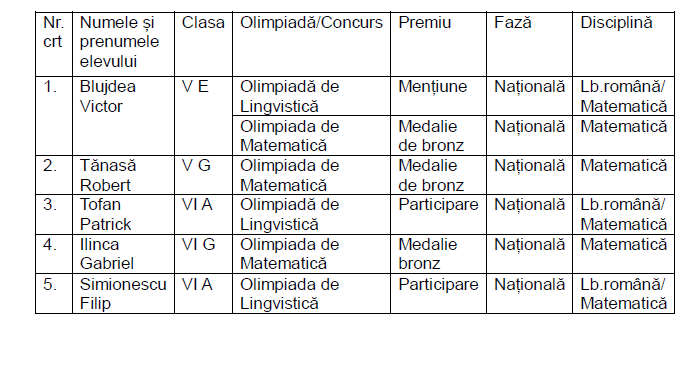 Nr. crt Numele și prenumele elevului Clasa Olimpiadă/Concurs Premiu Fază Disciplină
1. Blujdea Victor V E Olimpiadă de Lingvistică Mențiune Națională Lb.română/ Matematică
Olimpiada de Matematică Medalie de bronz Națională Matematică
2. Tănasă Robert V G Olimpiada de Matematică Medalie de bronz Națională Matematică
3. Tofan Patrick VI A Olimpiadă de Lingvistică Participare Națională Lb.română/ Matematică
4. Ilinca Gabriel VI G Olimpiada de Matematică Medalie bronz Națională Matematică
5. Simionescu Filip VI A Olimpiada de Lingvistică Participare Națională Lb.română/ Matematică